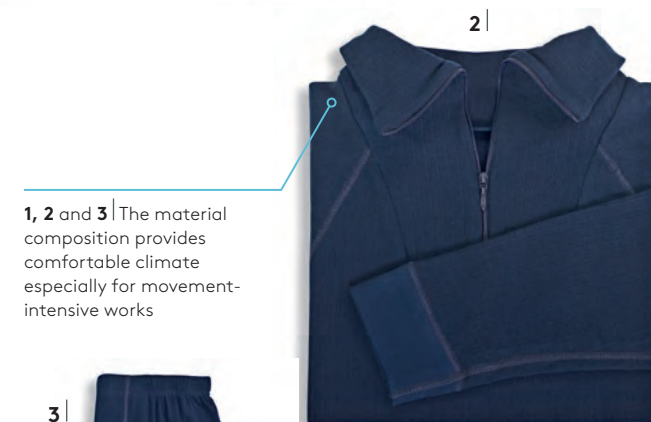 2|
1, 2 and 3| The material
composition provides
comfortable climate
especially for movement-
intensive works
3|